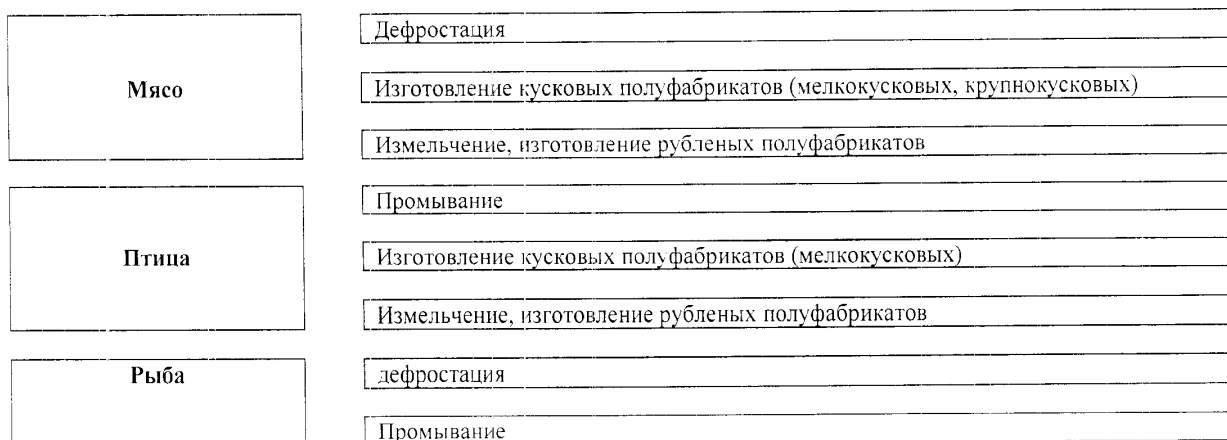 Дефростация
Мясо
Изготовление кусковых полуфабрикатов (мелкокусковых, крупнокусковых)
Измельчение, изготовление рубленых полуфабрикатов
Промывание
Птица
Изготовление кусковых полуфабрикатов (мелкокусковых)
Измельчение, изготовление рубленых полуфабрикатов
Рыба
дефростация
Промывание